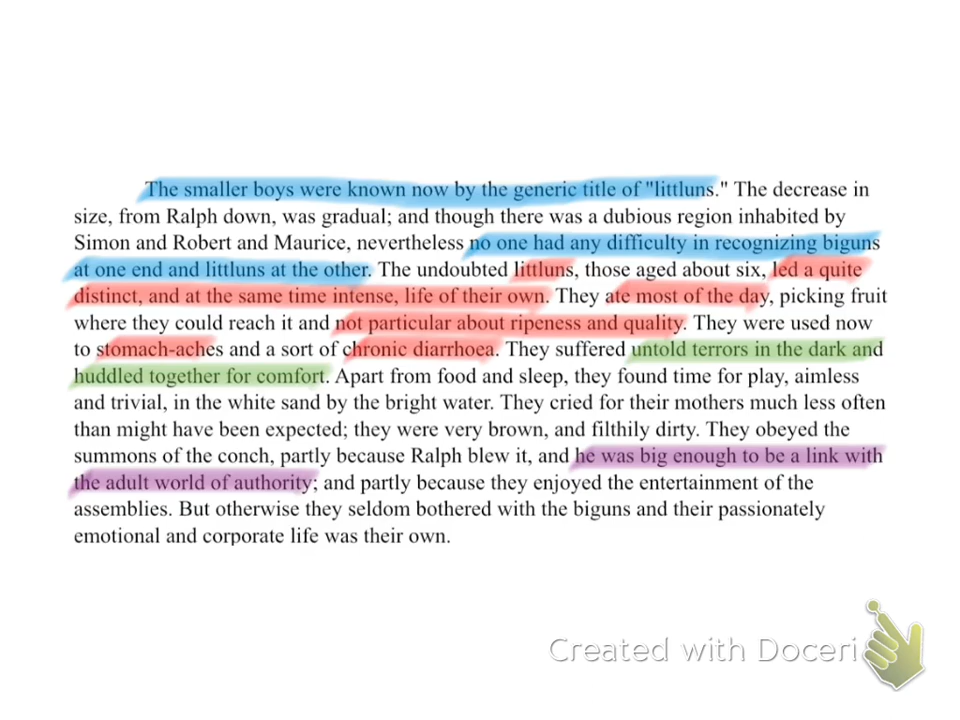 The smaller boys were known now by the generic title of "littluns." The decrease in
size, from Ralph down, was gradual; and though there was a dubious region inhabited by
Simon and Robert and Maurice, nevertheless no one had any difficulty in recognizing biguns
at one end and littluns at the other. The undoubted littluns, those aged about six, led a quite
distinct, and at the same time intense, life of their own. They ate most of the day, picking fruit
where they could reach it and not particular about ripeness and quality. They were used now
to stomach-aches and a sort of chronic diarrhoea. They suffered untold terrors in the dark and
huddled together for comfort. Apart from food and sleep, they found time for play, aimless
and trivial, in the white sand by the bright water. They cried for their mothers much less often
than might have been expected; they were very brown, and filthily dirty. They obeyed the
summons of the conch, partly because Ralph blew it, and he was big enough to be a link with
the adult world of authority; and partly because they enjoyed the entertainment of the
assemblies. But otherwise they seldom bothered with the biguns and their passionately
emotional and corporate life was their own.
Created with Doceri